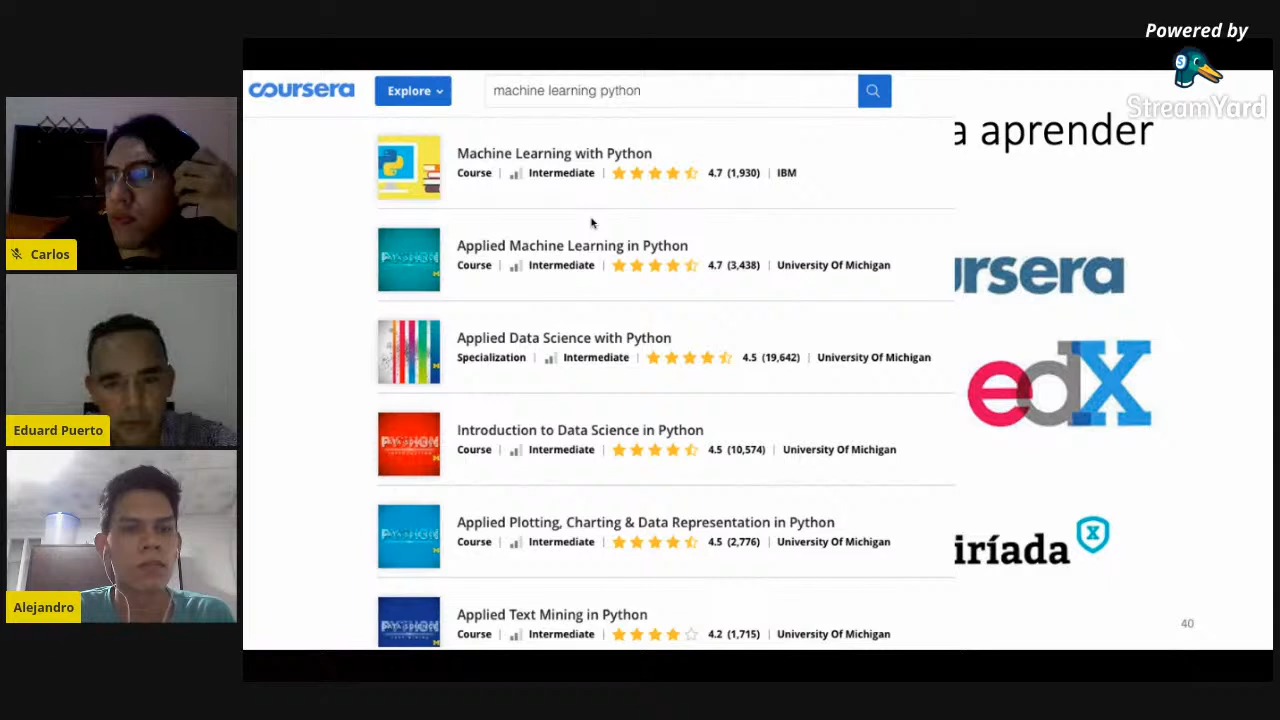 Powered by
StreamYard
coursera
Explore
machine learning python
a aprender
Machine Learning with Python
Course | Intermediate | 4.7 (1,930) | IBM
Applied Machine Learning in Python
Course | Intermediate | 4.7 (3,438) | University Of Michigan
ursera
Applied Data Science with Python
Specialization | Intermediate | 4.5 (19,642) | University Of Michigan
edX
Introduction to Data Science in Python
Course | Intermediate | 4.5 (10,574) | University Of Michigan
Applied Plotting, Charting & Data Representation in Python
Course | Intermediate | 4.5 (2,776) | University Of Michigan
iríada
X
Applied Text Mining in Python
Course | Intermediate | 4.2 (1,715) | University Of Michigan
40
Carlos
Eduard Puerto
Alejandro